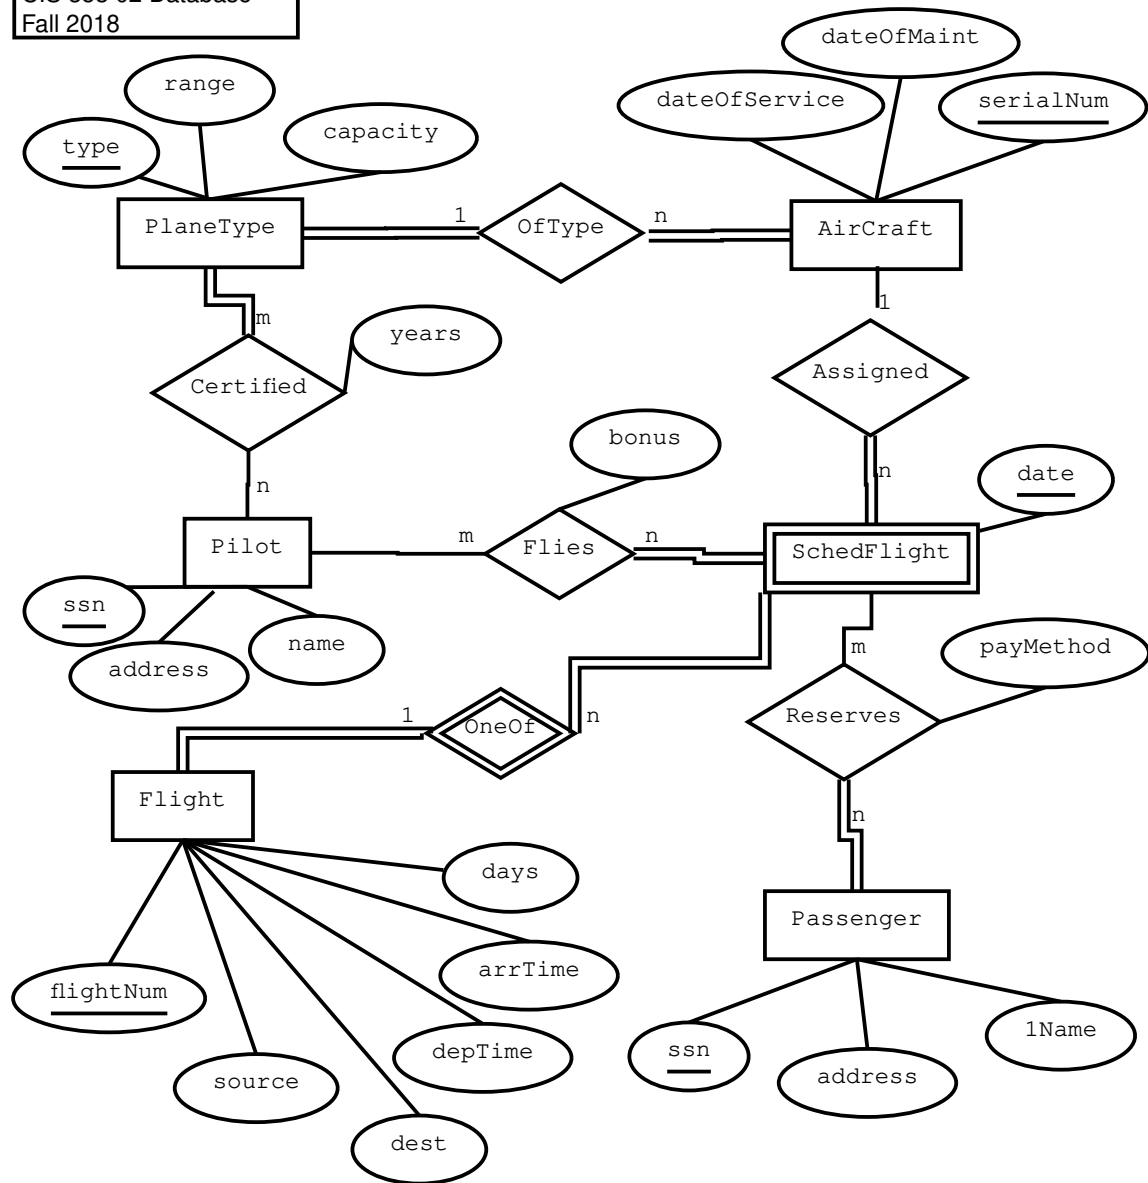 Fall 2018
dateOfMaint
range
dateOfService
serialNum
type
capacity
PlaneType
1
OfType
n
AirCraft
m
1
years
Certified
Assigned
bonus
n
n
date
Pilot
m
Flies
n
SchedFlight
ssn
name
address
m
payMethod
1
OneOf
n
Reserves
Flight
n
days
Passenger
arrTime
flightNum
depTime
ssn
1Name
source
address
dest